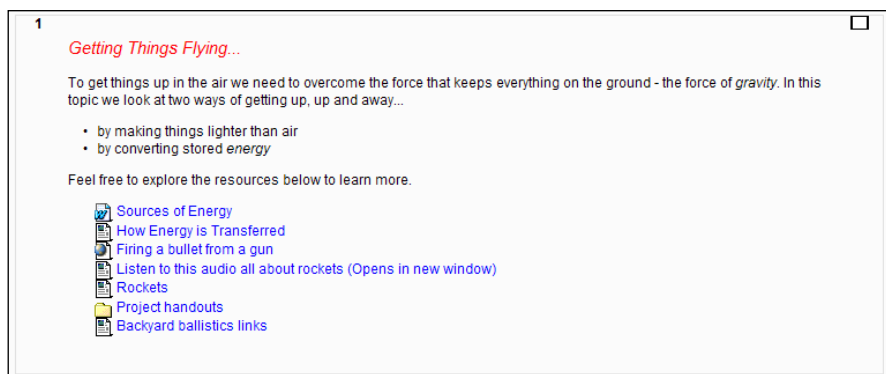 1
Getting Things Flying...
To get things up in the air we need to overcome the force that keeps everything on the ground - the force of gravity. In this
topic we look at two ways of getting up, up and away...
• by making things lighter than air
• by converting stored energy
Feel free to explore the resources below to learn more.
Sources of Energy
How Energy is Transferred
Firing a bullet from a gun
Listen to this audio all about rockets (Opens in new window)
Rockets
Project handouts
Backyard ballistics links